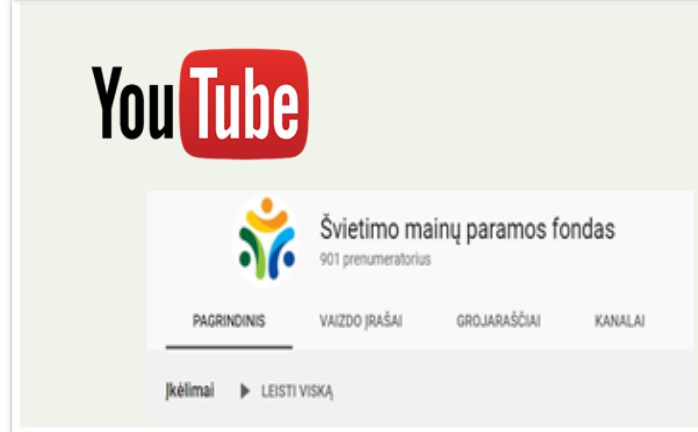 YouTube
Švietimo mainų paramos fondas
901 prenumeratorius
PAGRINDINIS VAIZDO ĮRAŠAI GROJARAŠČIAI KANALAI
Įkėlimai LEISTI VISKĄ